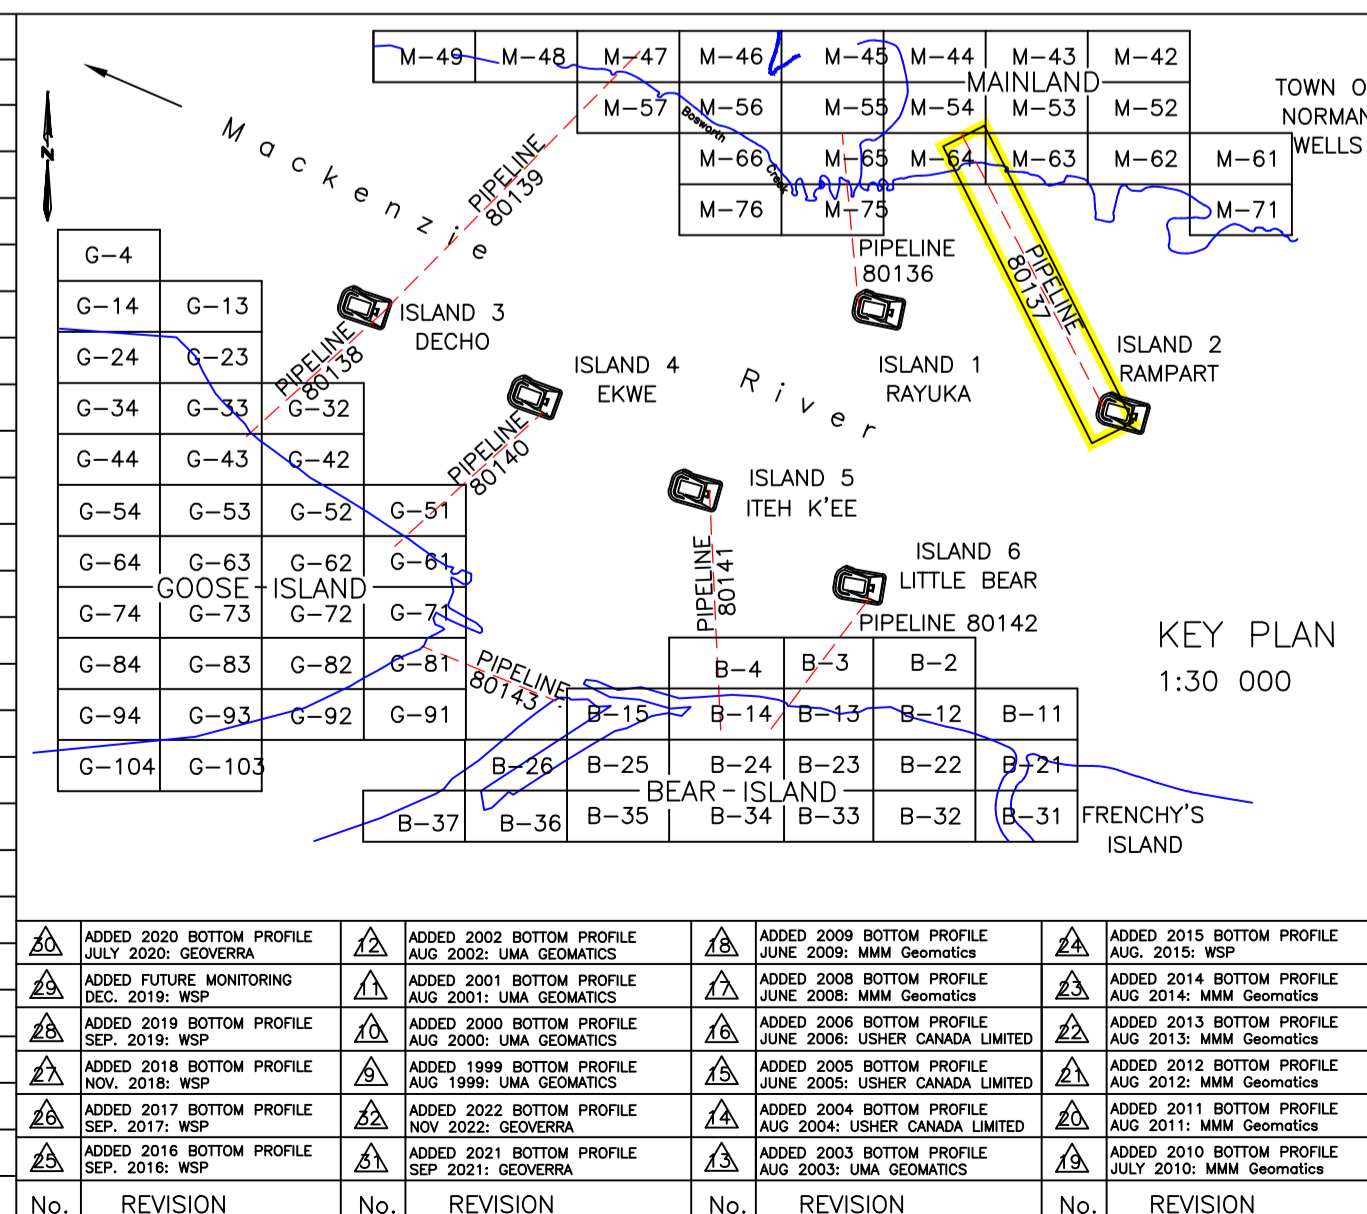 M-49 M-48 M-47 M-46 M-45 M-44 M-43 M-42
MAINLAND
M-57 M-56 M-55 M-54 M-53 M-52
M-66 M-65 M-64 M-63 M-62 M-61
M-76 M-75 M-71
TOWN O
NORMAN
WELLS
Bosworth
Creek
N
Mackenzie
River
PIPELINE
80139
PIPELINE
80136
PIPELINE
80137
ISLAND 3
DECHO
PIPELINE
80138
ISLAND 4
EKWE
ISLAND 1
RAYUKA
ISLAND 2
RAMPART
PIPELINE
80140
ISLAND 5
ITEH K'EE
PIPELINE
80141
ISLAND 6
LITTLE BEAR
PIPELINE 80142
PIPELINE
80143
G-4
G-14 G-13
G-24 G-23
G-34 G-33 G-32
G-44 G-43 G-42
G-54 G-53 G-52 G-51
G-64 G-63 G-62 G-61
GOOSE ISLAND
G-74 G-73 G-72 G-71
G-84 G-83 G-82 G-81
G-94 G-93 G-92 G-91
G-104 G-103
B-4 B-3 B-2
B-15 B-14 B-13 B-12 B-11
B-26 B-25 B-24 B-23 B-22 B-21
BEAR ISLAND
B-37 B-36 B-35 B-34 B-33 B-32 B-31
FRENCHY'S
ISLAND
KEY PLAN
1:30 000
30 ADDED 2020 BOTTOM PROFILE
JULY 2020: GEOVERRA
29 ADDED FUTURE MONITORING
DEC. 2019: WSP
28 ADDED 2019 BOTTOM PROFILE
SEP. 2019: WSP
27 ADDED 2018 BOTTOM PROFILE
NOV. 2018: WSP
26 ADDED 2017 BOTTOM PROFILE
SEP. 2017: WSP
25 ADDED 2016 BOTTOM PROFILE
SEP. 2016: WSP
No. REVISION
12 ADDED 2002 BOTTOM PROFILE
AUG 2002: UMA GEOMATICS
11 ADDED 2001 BOTTOM PROFILE
AUG 2001: UMA GEOMATICS
10 ADDED 2000 BOTTOM PROFILE
AUG 2000: UMA GEOMATICS
9 ADDED 1999 BOTTOM PROFILE
AUG 1999: UMA GEOMATICS
32 ADDED 2022 BOTTOM PROFILE
NOV 2022: GEOVERRA
31 ADDED 2021 BOTTOM PROFILE
SEP 2021: GEOVERRA
No. REVISION
18 ADDED 2009 BOTTOM PROFILE
JUNE 2009: MMM Geomatics
17 ADDED 2008 BOTTOM PROFILE
JUNE 2008: MMM Geomatics
16 ADDED 2006 BOTTOM PROFILE
JUNE 2006: USHER CANADA LIMITED
15 ADDED 2005 BOTTOM PROFILE
JUNE 2005: USHER CANADA LIMITED
14 ADDED 2004 BOTTOM PROFILE
AUG 2004: USHER CANADA LIMITED
13 ADDED 2003 BOTTOM PROFILE
AUG 2003: UMA GEOMATICS
No. REVISION
24 ADDED 2015 BOTTOM PROFILE
AUG. 2015: WSP
23 ADDED 2014 BOTTOM PROFILE
AUG 2014: MMM Geomatics
22 ADDED 2013 BOTTOM PROFILE
AUG 2013: MMM Geomatics
21 ADDED 2012 BOTTOM PROFILE
AUG 2012: MMM Geomatics
20 ADDED 2011 BOTTOM PROFILE
AUG 2011: MMM Geomatics
19 ADDED 2010 BOTTOM PROFILE
JULY 2010: MMM Geomatics
No. REVISION